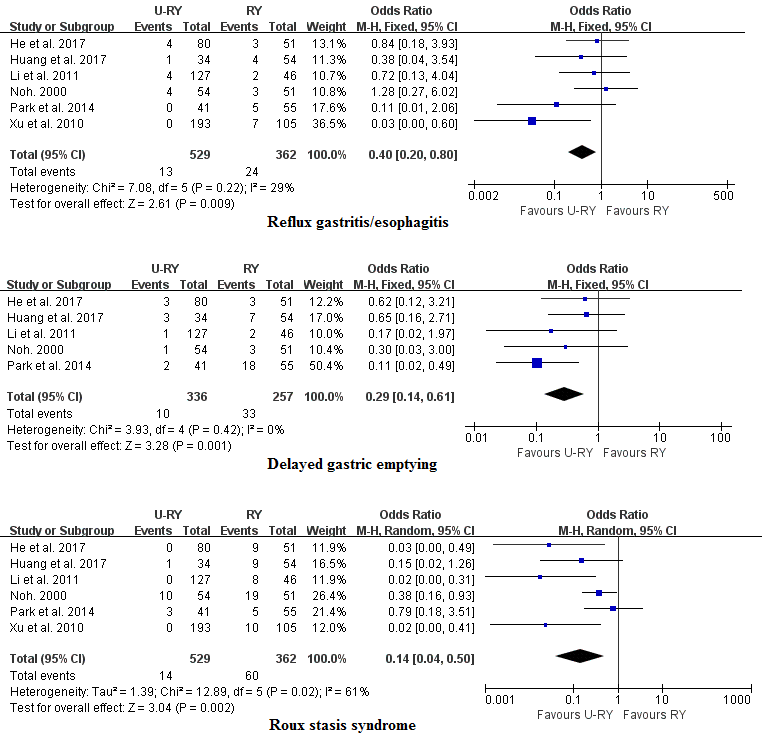 U-RY RY Odds Ratio Odds Ratio
Study or Subgroup Events Total Events Total Weight M-H, Fixed, 95% CI M-H, Fixed, 95% CI
He et al. 2017 4 80 3 51 13.1% 0.84 [0.18, 3.93]
Huang et al. 2017 1 34 4 54 11.3% 0.38 [0.04, 3.54]
Li et al. 2011 4 127 2 46 10.7% 0.72 [0.13, 4.04]
Noh. 2000 4 54 3 51 10.8% 1.28 [0.27, 6.02]
Park et al. 2014 0 41 5 55 17.6% 0.11 [0.01, 2.06]
Xu et al. 2010 0 193 7 105 36.5% 0.03 [0.00, 0.60]
Total (95% CI) 529 362 100.0% 0.40 [0.20, 0.80]
Total events 13 24
Heterogeneity: Chi² = 7.08, df = 5 (P = 0.22); I² = 29%
Test for overall effect: Z = 2.61 (P = 0.009)
0.002 0.1 1 10 500
Favours U-RY Favours RY
Reflux gastritis/esophagitis
U-RY RY Odds Ratio Odds Ratio
Study or Subgroup Events Total Events Total Weight M-H, Fixed, 95% CI M-H, Fixed, 95% CI
He et al. 2017 3 80 3 51 12.2% 0.62 [0.12, 3.21]
Huang et al. 2017 3 34 7 54 17.0% 0.65 [0.16, 2.71]
Li et al. 2011 1 127 2 46 10.0% 0.17 [0.02, 1.97]
Noh. 2000 1 54 3 51 10.4% 0.30 [0.03, 3.00]
Park et al. 2014 2 41 18 55 50.4% 0.11 [0.02, 0.49]
Total (95% CI) 336 257 100.0% 0.29 [0.14, 0.61]
Total events 10 33
Heterogeneity: Chi² = 3.93, df = 4 (P = 0.42); I² = 0%
Test for overall effect: Z = 3.28 (P = 0.001)
0.01 0.1 1 10 100
Favours U-RY Favours RY
Delayed gastric emptying
U-RY RY Odds Ratio Odds Ratio
Study or Subgroup Events Total Events Total Weight M-H, Random, 95% CI M-H, Random, 95% CI
He et al. 2017 0 80 9 51 11.9% 0.03 [0.00, 0.49]
Huang et al. 2017 1 34 9 54 16.5% 0.15 [0.02, 1.26]
Li et al. 2011 0 127 8 46 11.9% 0.02 [0.00, 0.31]
Noh. 2000 10 54 19 51 26.4% 0.38 [0.16, 0.93]
Park et al. 2014 3 41 5 55 21.4% 0.79 [0.18, 3.51]
Xu et al. 2010 0 193 10 105 12.0% 0.02 [0.00, 0.41]
Total (95% CI) 529 362 100.0% 0.14 [0.04, 0.50]
Total events 14 60
Heterogeneity: Tau² = 1.39; Chi² = 12.89, df = 5 (P = 0.02); I² = 61%
Test for overall effect: Z = 3.04 (P = 0.002)
0.001 0.1 1 10 1000
Favours U-RY Favours RY
Roux stasis syndrome